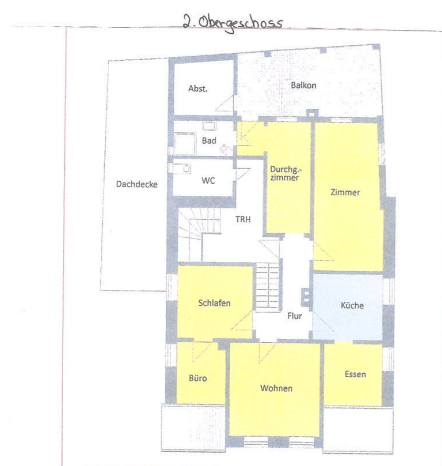 2. Obergeschoss
Abst.
Balkon
Bad
Durchg.-
zimmer
Zimmer
WC
Dachdecke
TRH
Schlafen
Küche
Flur
Büro
Wohnen
Essen